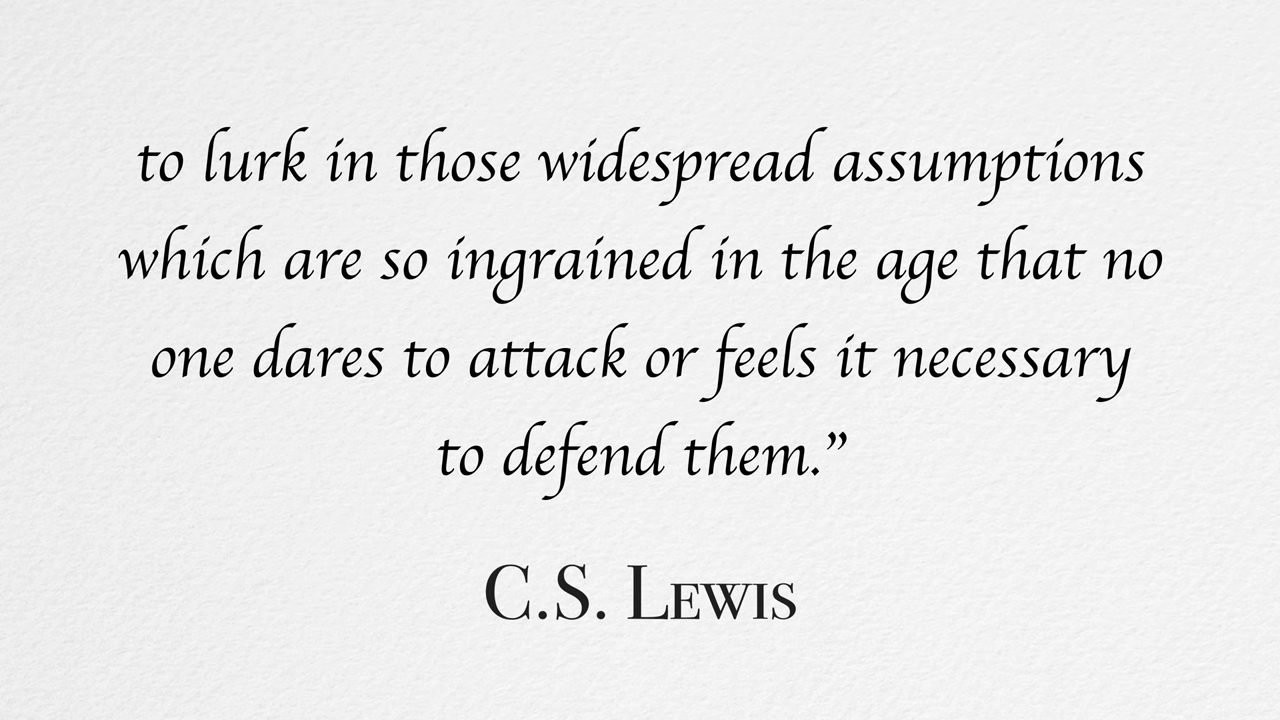 to lurk in those widespread assumptions
which are so ingrained in the age that no
one dares to attack or feels it necessary
to defend them.”
C.S. Lewis